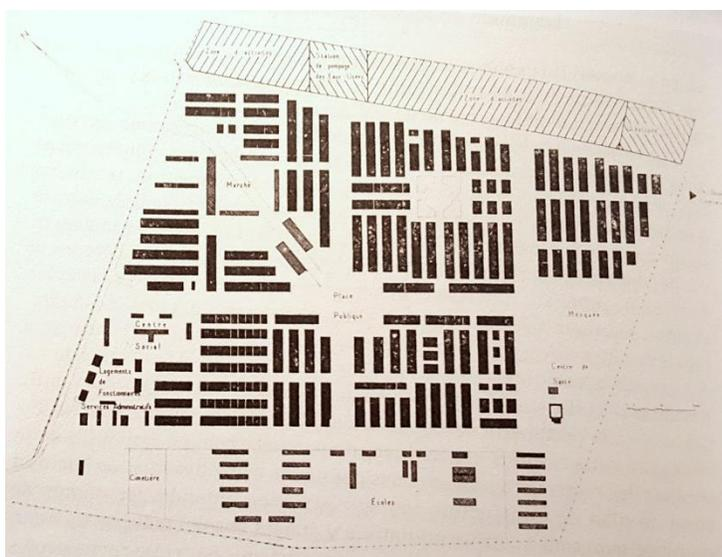 Zone d'activités
Station
de pompage
des Eaux Usées
Zone d'activités
Marché
Place
Publique
Mosquée
Centre
Social
Logements
de
Fonctionnaires
Services Administratifs
Centre de
Santé
Cimetière
Ecoles